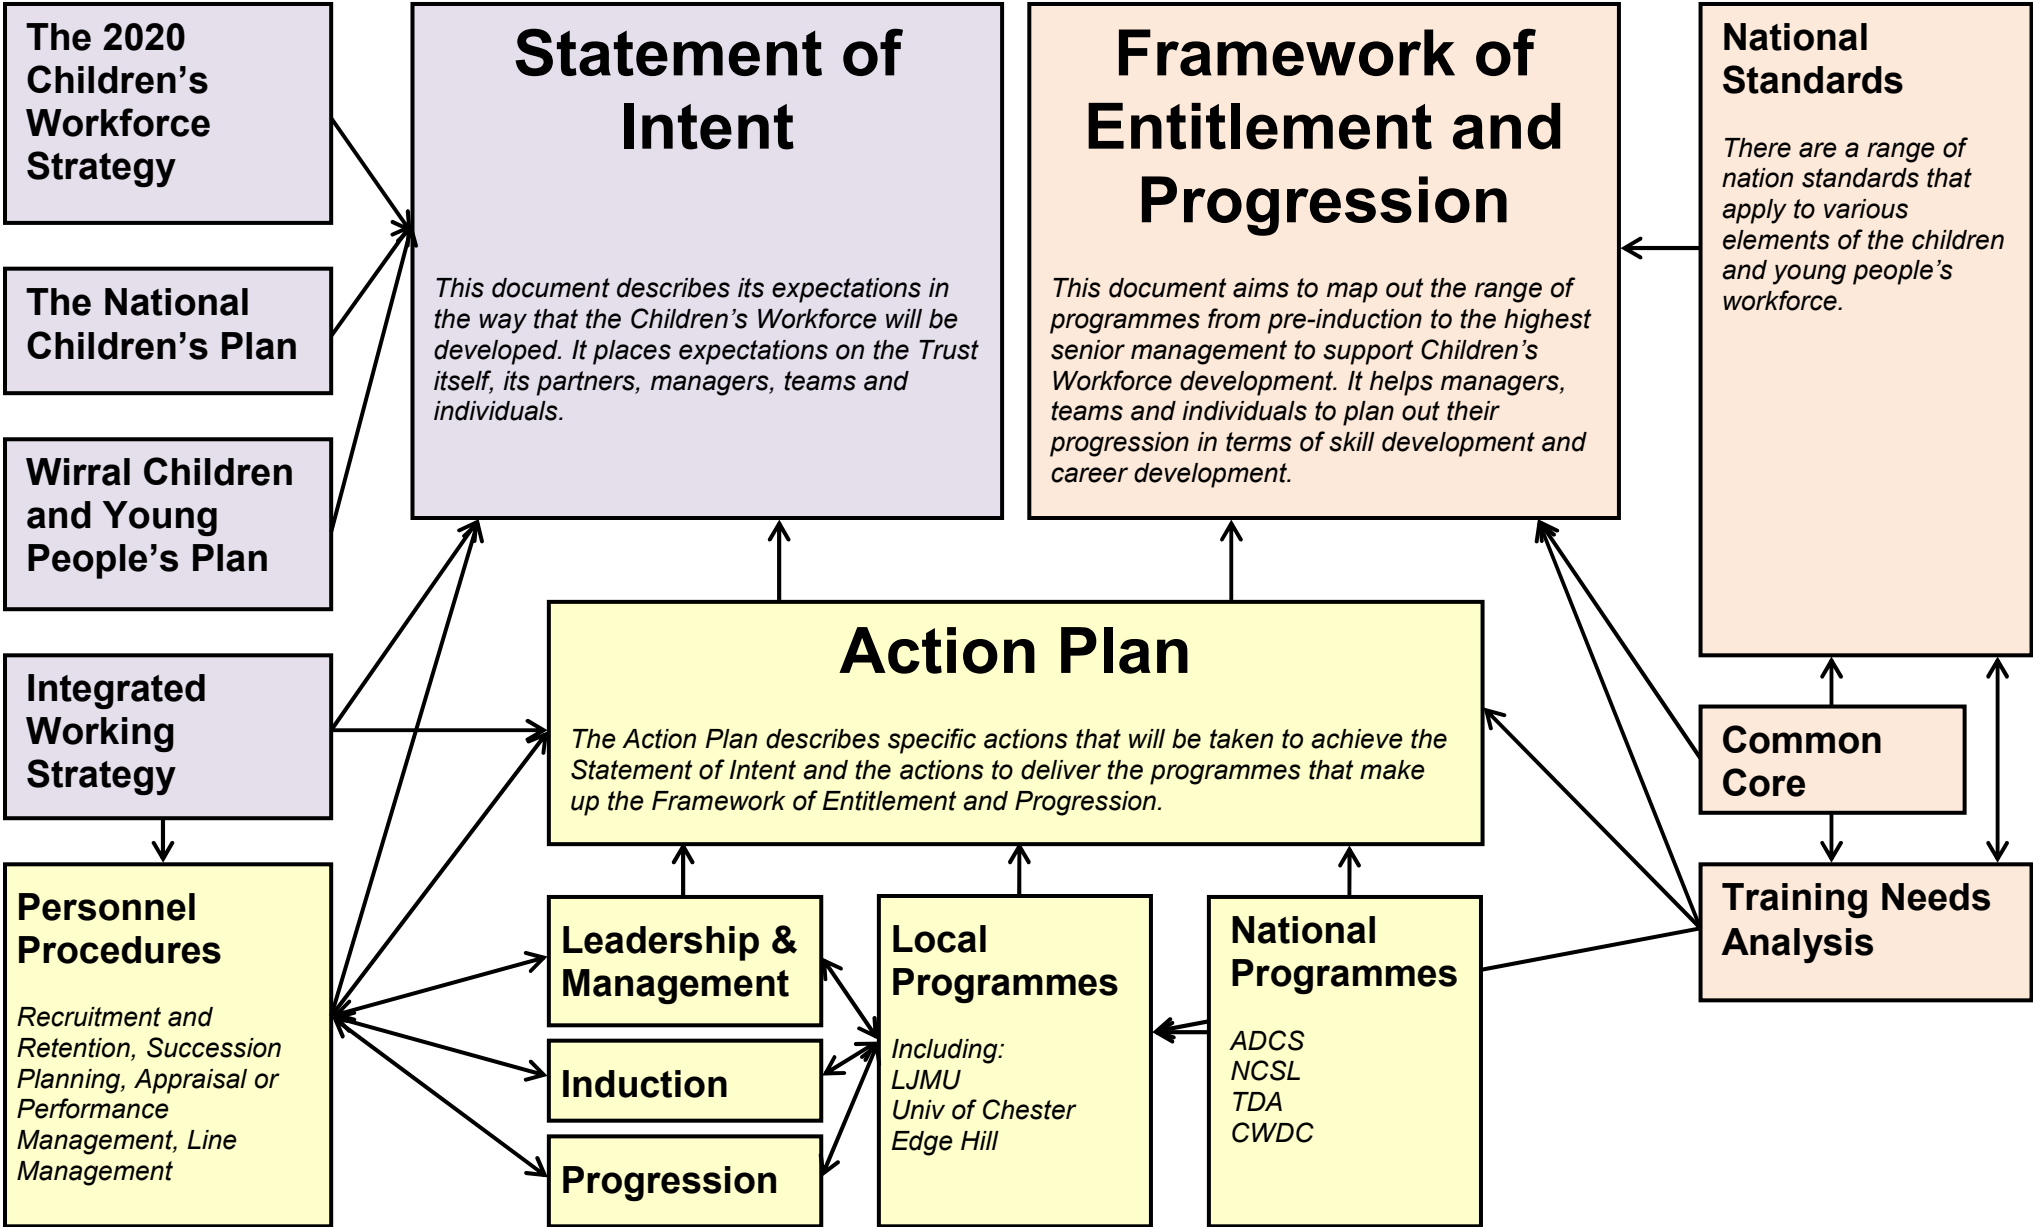 The 2020
Children’s
Workforce
Strategy
The National
Children’s Plan
Wirral Children
and Young
People’s Plan
Integrated
Working
Strategy
Personnel
Procedures
Recruitment and
Retention, Succession
Planning, Appraisal or
Performance
Management, Line
Management
Statement of
Intent
This document describes its expectations in
the way that the Children’s Workforce will be
developed. It places expectations on the Trust
itself, its partners, managers, teams and
individuals.
Framework of
Entitlement and
Progression
This document aims to map out the range of
programmes from pre-induction to the highest
senior management to support Children’s
Workforce development. It helps managers,
teams and individuals to plan out their
progression in terms of skill development and
career development.
National
Standards
There are a range of
nation standards that
apply to various
elements of the children
and young people’s
workforce.
Action Plan
The Action Plan describes specific actions that will be taken to achieve the
Statement of Intent and the actions to deliver the programmes that make
up the Framework of Entitlement and Progression.
Common
Core
Training Needs
Analysis
Leadership &
Management
Induction
Progression
Local
Programmes
Including:
LJMU
Univ of Chester
Edge Hill
National
Programmes
ADCS
NCSL
TDA
CWDC